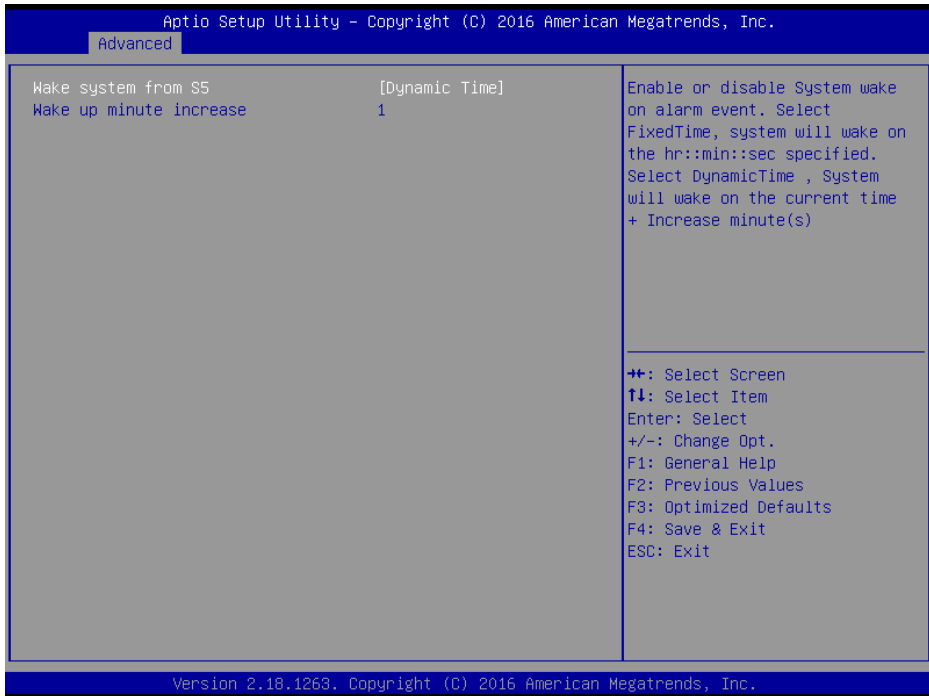 Aptio Setup Utility – Copyright (C) 2016 American Megatrends, Inc.
Advanced
Wake system from S5 [Dynamic Time]
Wake up minute increase 1
Enable or disable System wake
on alarm event. Select
FixedTime, system will wake on
the hr::min::sec specified.
Select DynamicTime , System
will wake on the current time
+ Increase minute(s)
→←: Select Screen
↑↓: Select Item
Enter: Select
+/-: Change Opt.
F1: General Help
F2: Previous Values
F3: Optimized Defaults
F4: Save & Exit
ESC: Exit
Version 2.18.1263. Copyright (C) 2016 American Megatrends, Inc.